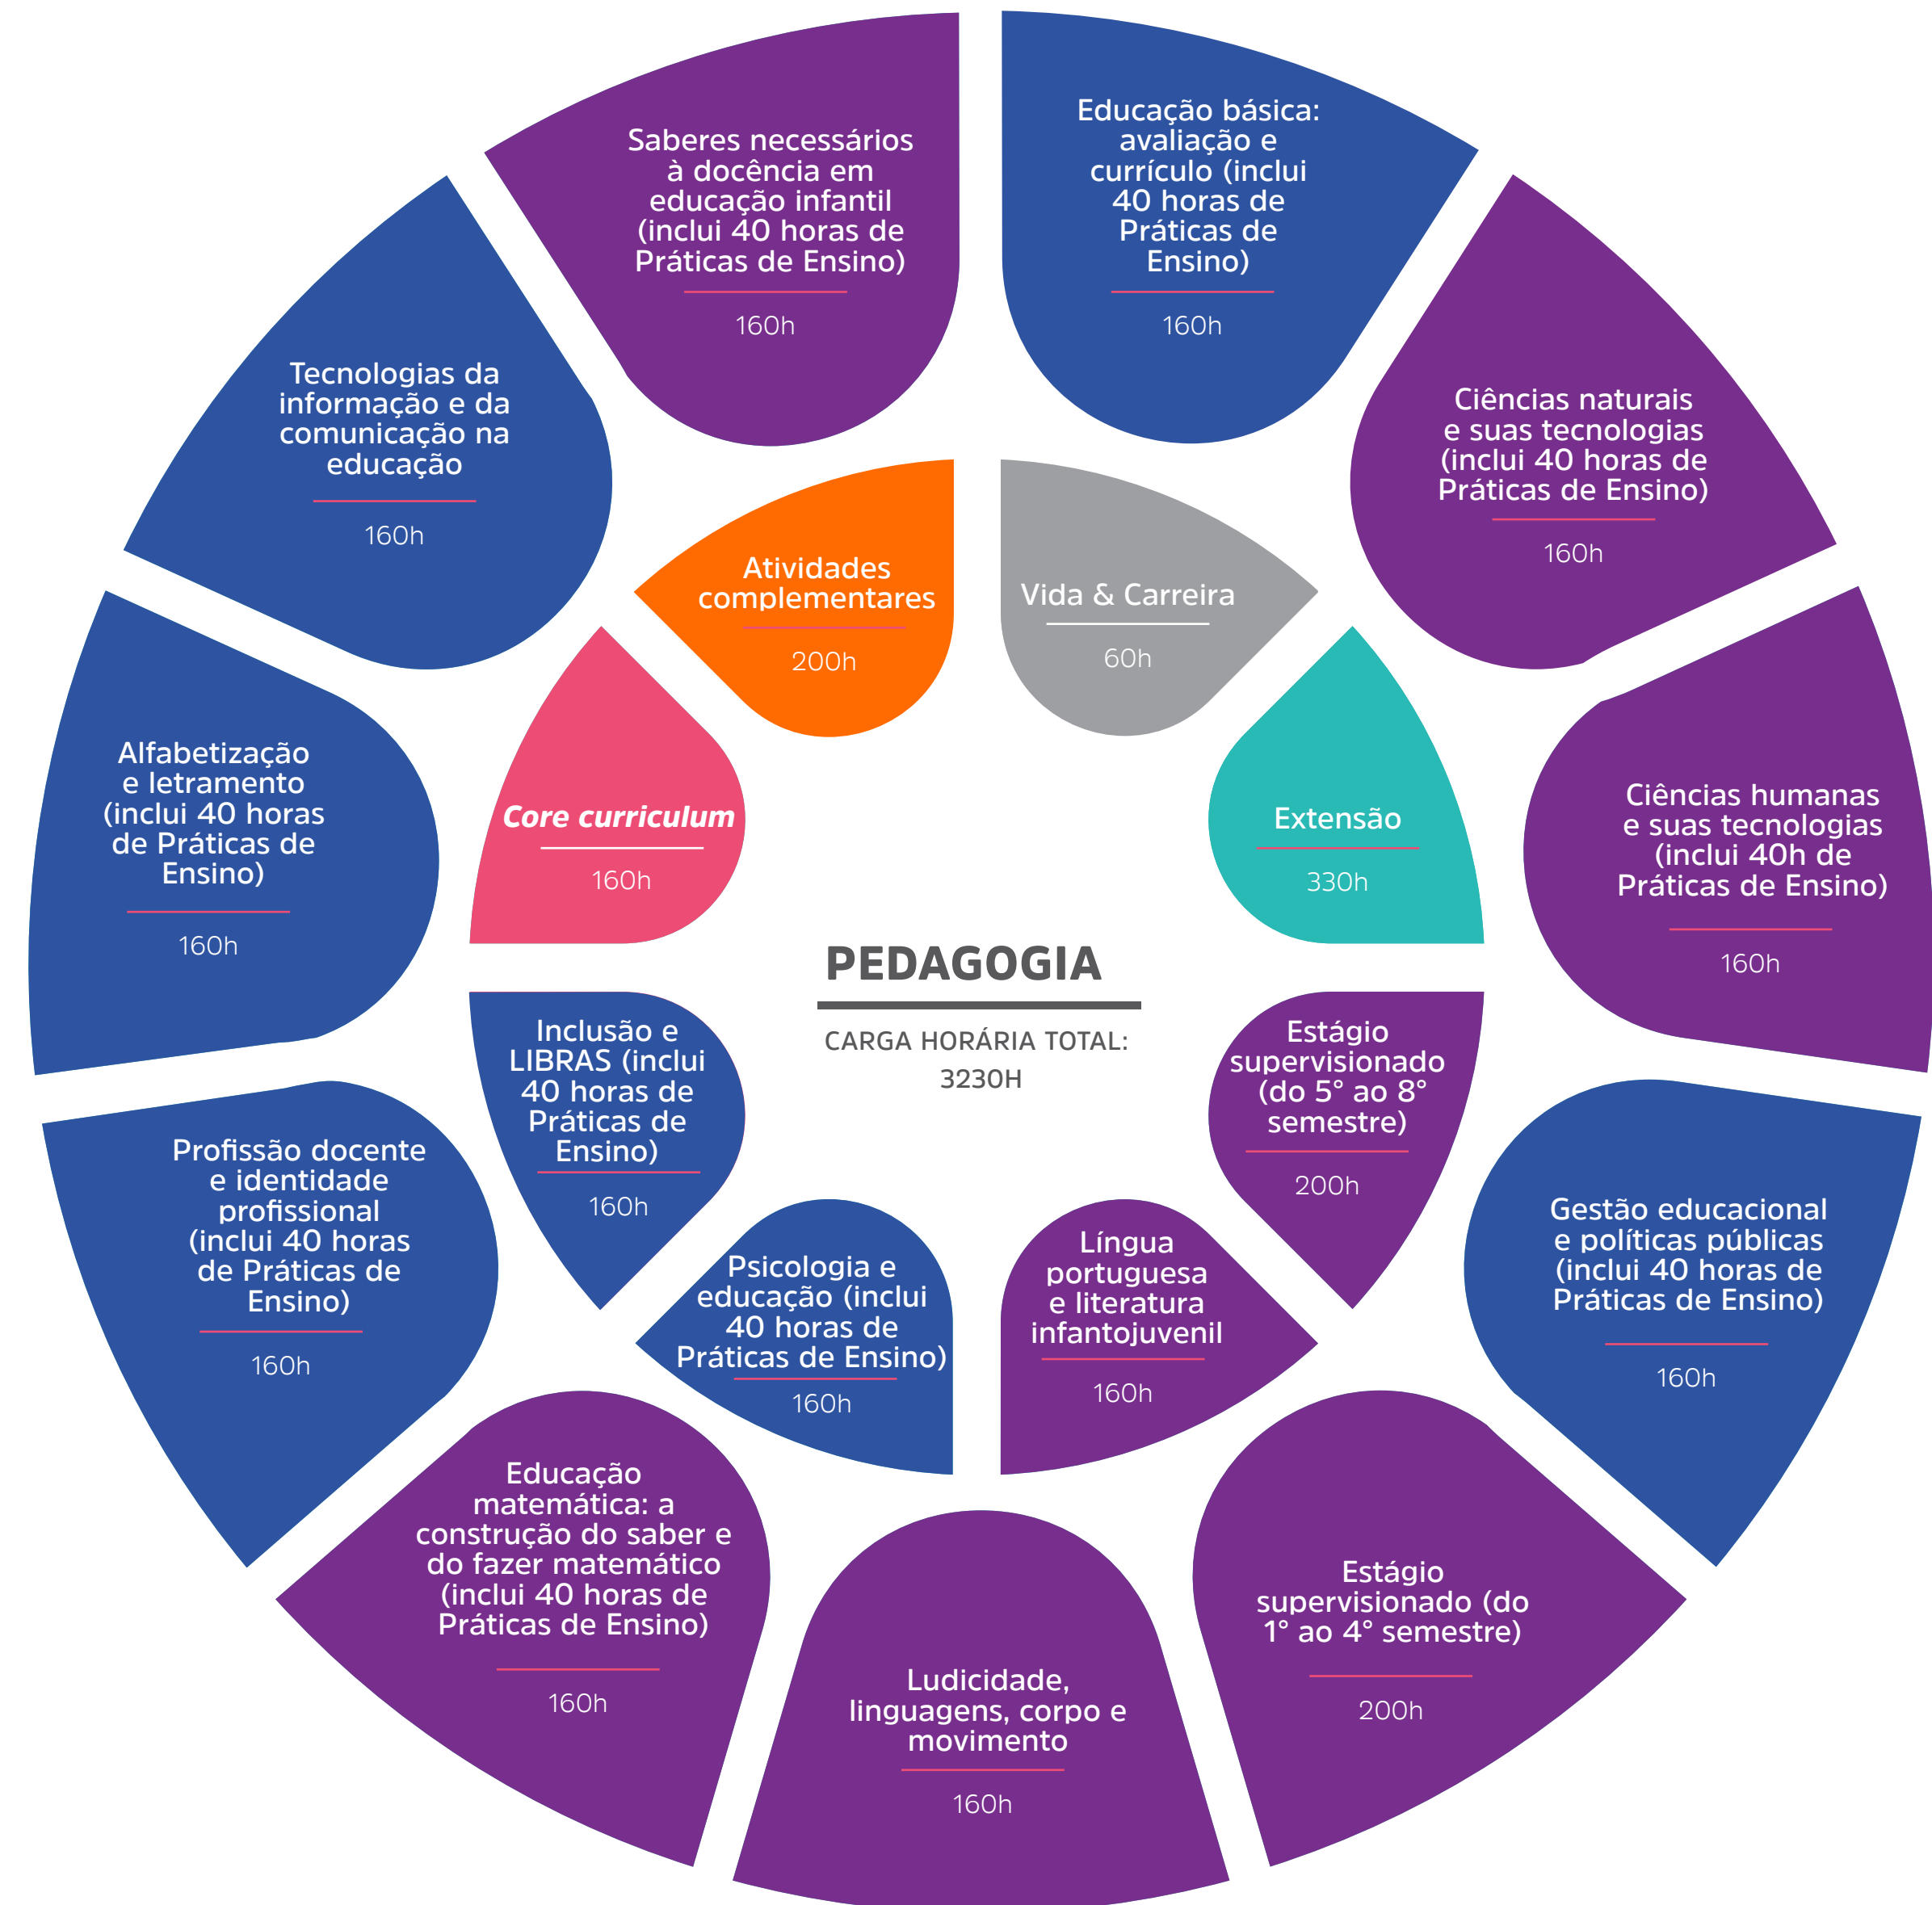 Saberes necessários
à docência em
educação infantil
(inclui 40 horas de
Práticas de Ensino)
160h
Educação básica:
avaliação e
currículo (inclui
40 horas de
Práticas de
Ensino)
160h
Ciências naturais
e suas tecnologias
(inclui 40 horas de
Práticas de Ensino)
160h
Ciências humanas
e suas tecnologias
(inclui 40h de
Práticas de Ensino)
160h
Gestão educacional
e políticas públicas
(inclui 40 horas de
Práticas de Ensino)
160h
Estágio
supervisionado (do
1° ao 4° semestre)
200h
Ludicidade,
linguagens, corpo e
movimento
160h
Educação
matemática: a
construção do saber e
do fazer matemático
(inclui 40 horas de
Práticas de Ensino)
160h
Profissão docente
e identidade
profissional
(inclui 40 horas
de Práticas de
Ensino)
160h
Alfabetização
e letramento
(inclui 40 horas
de Práticas de
Ensino)
160h
Tecnologias da
informação e da
comunicação na
educação
160h
Atividades
complementares
200h
Vida & Carreira
60h
Extensão
330h
Estágio
supervisionado
(do 5° ao 8°
semestre)
200h
Língua
portuguesa
e literatura
infantojuvenil
160h
Psicologia e
educação (inclui
40 horas de
Práticas de Ensino)
160h
Inclusão e
LIBRAS (inclui
40 horas de
Práticas de
Ensino)
160h
Core curriculum
160h
PEDAGOGIA
CARGA HORÁRIA TOTAL:
3230H